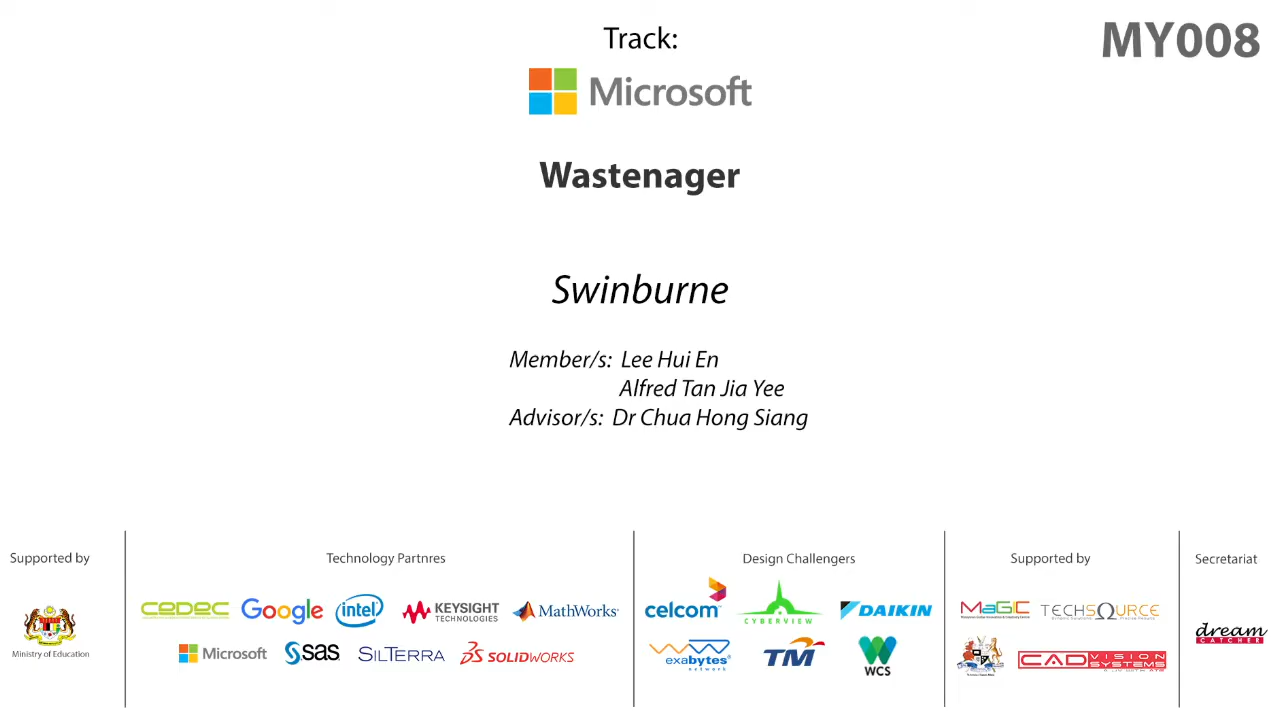 Track:
MY008
Microsoft
Wastenager
Swinburne
Member/s: Lee Hui En
Alfred Tan Jia Yee
Advisor/s: Dr Chua Hong Siang
Supported by
Technology Partnres
Design Challengers
Supported by
Secretariat
CEDEC
Google
intel
KEYSIGHT
TECHNOLOGIES
MathWorks
Microsoft
sas
SILTERRA
SOLIDWORKS
celcom
CYBERVIEW
DAIKIN
exabytes
network
TM
WCS
MaGIC
TECHSOURCE
CAD VISION
SYSTEMS
dream
CATCHER
Ministry of Education